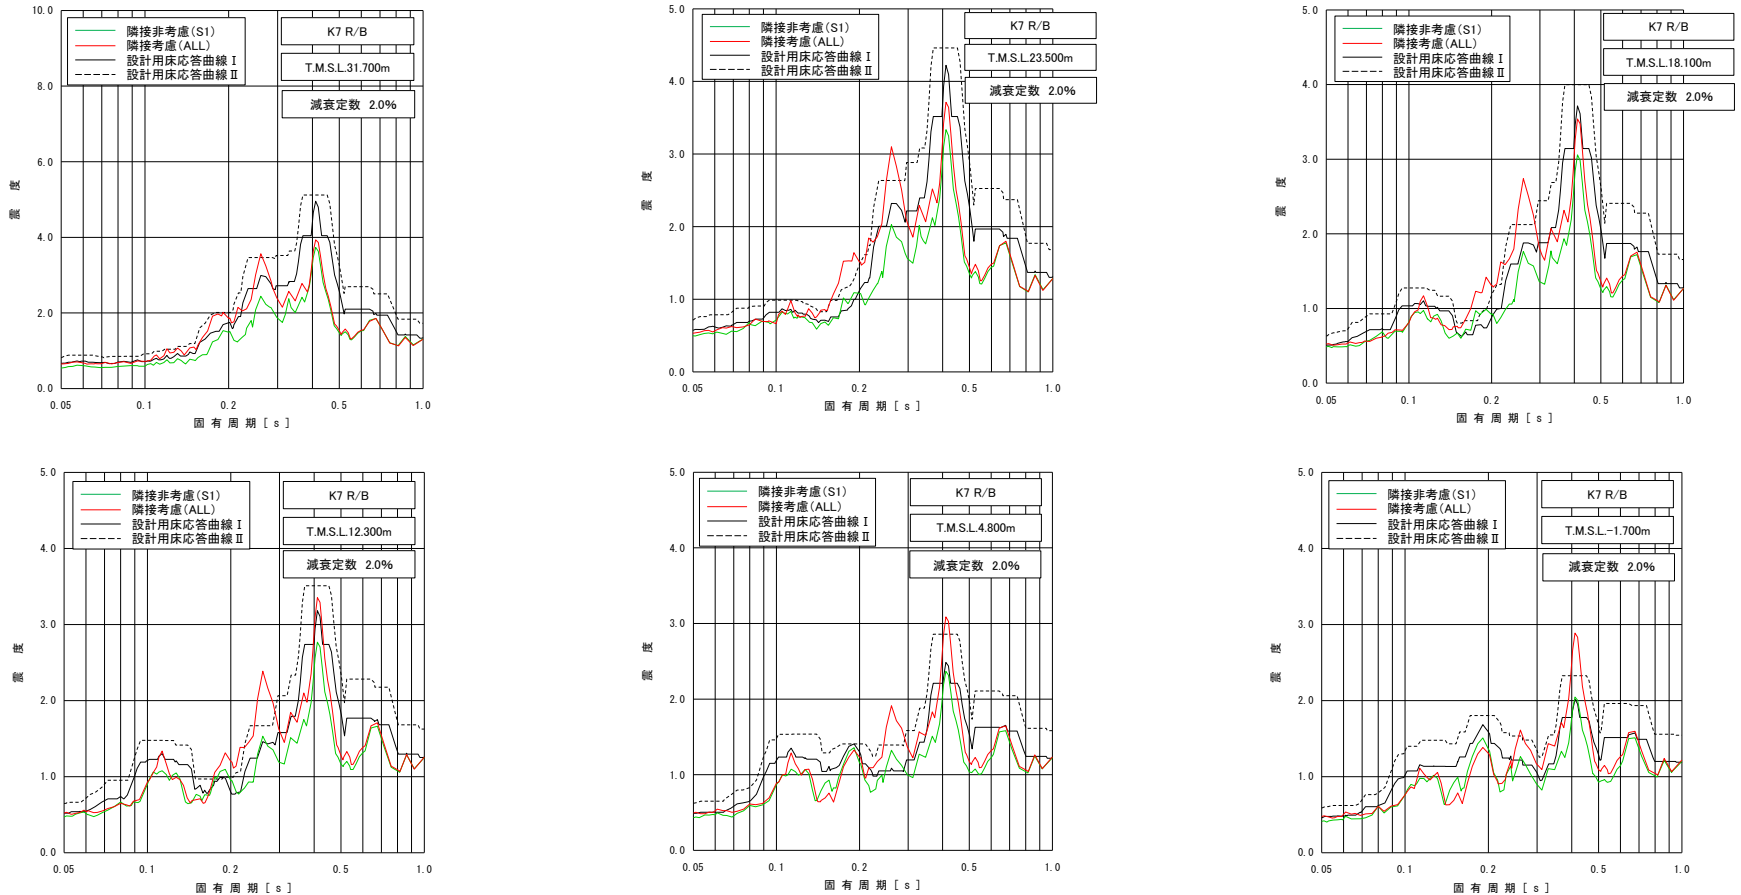 10.0
8.0
6.0
4.0
2.0
0.0
震 度
隣接非考慮(S1)
隣接考慮(ALL)
設計用床応答曲線Ⅰ
設計用床応答曲線Ⅱ
K7 R/B
T.M.S.L.31.700m
減衰定数 2.0%
0.05 0.1 0.2 0.5 1.0
固有周期[s]
5.0
4.0
3.0
2.0
1.0
0.0
震 度
隣接非考慮(S1)
隣接考慮(ALL)
設計用床応答曲線Ⅰ
設計用床応答曲線Ⅱ
K7 R/B
T.M.S.L.23.500m
減衰定数 2.0%
0.05 0.1 0.2 0.5 1.0
固有周期[s]
5.0
4.0
3.0
2.0
1.0
0.0
震 度
隣接非考慮(S1)
隣接考慮(ALL)
設計用床応答曲線Ⅰ
設計用床応答曲線Ⅱ
K7 R/B
T.M.S.L.18.100m
減衰定数 2.0%
0.05 0.1 0.2 0.5 1.0
固有周期[s]
5.0
4.0
3.0
2.0
1.0
0.0
震 度
隣接非考慮(S1)
隣接考慮(ALL)
設計用床応答曲線Ⅰ
設計用床応答曲線Ⅱ
K7 R/B
T.M.S.L.12.300m
減衰定数 2.0%
0.05 0.1 0.2 0.5 1.0
固有周期[s]
5.0
4.0
3.0
2.0
1.0
0.0
震 度
隣接非考慮(S1)
隣接考慮(ALL)
設計用床応答曲線Ⅰ
設計用床応答曲線Ⅱ
K7 R/B
T.M.S.L.4.800m
減衰定数 2.0%
0.05 0.1 0.2 0.5 1.0
固有周期[s]
5.0
4.0
3.0
2.0
1.0
0.0
震 度
隣接非考慮(S1)
隣接考慮(ALL)
設計用床応答曲線Ⅰ
設計用床応答曲線Ⅱ
K7 R/B
T.M.S.L.-1.700m
減衰定数 2.0%
0.05 0.1 0.2 0.5 1.0
固有周期[s]